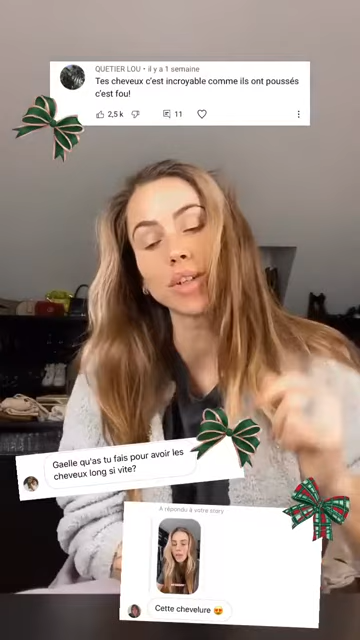 QUETIER LOU • il y a 1 semaine
Tes cheveux c'est incroyable comme ils ont poussés
c'est fou!
2,5 k
11
Gaelle qu'as tu fais pour avoir les
cheveux long si vite?
A répondu à votre story
Cette chevelure 😍